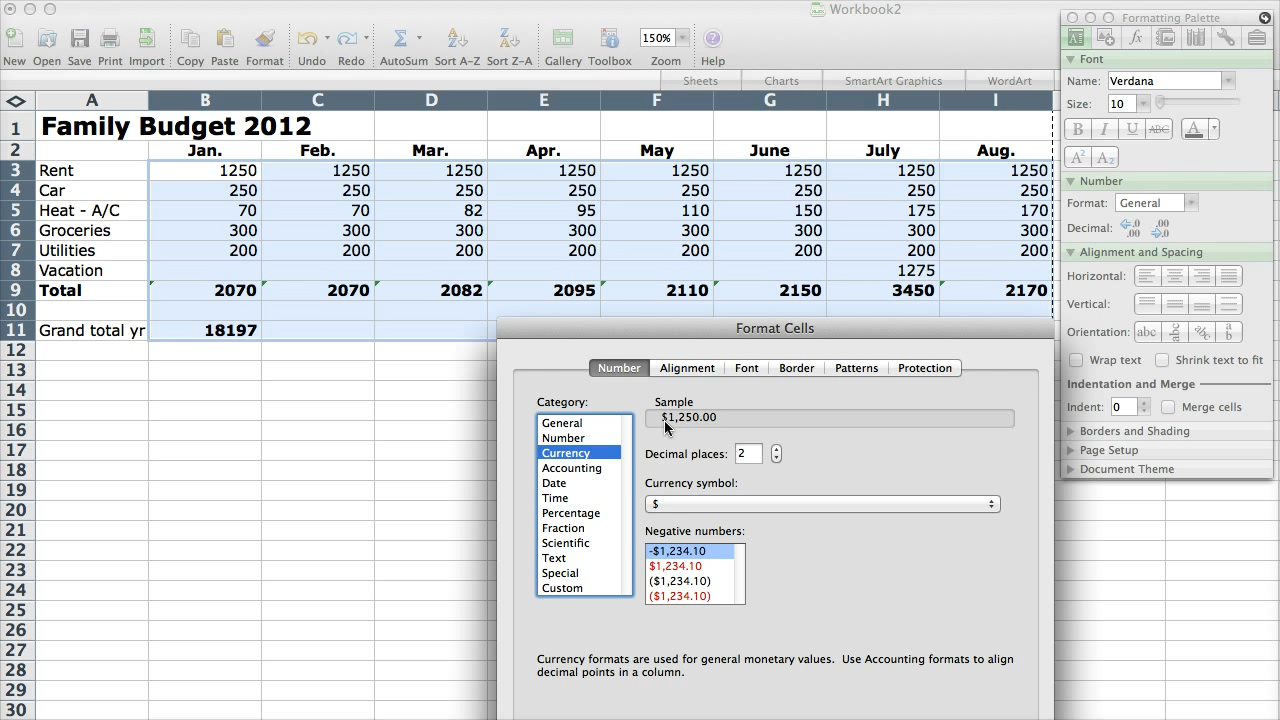 Workbook2
New Open Save Print Import Copy Paste Format Undo Redo AutoSum Sort A-Z Sort Z-A Gallery Toolbox 150% Zoom Help
Sheets Charts SmartArt Graphics WordArt
A B C D E F G H I
1 Family Budget 2012
2 Jan. Feb. Mar. Apr. May June July Aug.
3 Rent 1250 1250 1250 1250 1250 1250 1250 1250
4 Car 250 250 250 250 250 250 250 250
5 Heat - A/C 70 70 82 95 110 150 175 170
6 Groceries 300 300 300 300 300 300 300 300
7 Utilities 200 200 200 200 200 200 200 200
8 Vacation 1275
9 Total 2070 2070 2082 2095 2110 2150 3450 2170
10
11 Grand total yr 18197
12
13
14
15
16
17
18
19
20
21
22
23
24
25
26
27
28
29
30
Format Cells
Number Alignment Font Border Patterns Protection
Category:
General
Number
Currency
Accounting
Date
Time
Percentage
Fraction
Scientific
Text
Special
Custom
Sample
$1,250.00
Decimal places: 2
Currency symbol:
$
Negative numbers:
-$1,234.10
$1,234.10
($1,234.10)
($1,234.10)
Currency formats are used for general monetary values. Use Accounting formats to align
decimal points in a column.
Formatting Palette
Font
Name: Verdana
Size: 10
B I U ABC A
A² A₂
Number
Format: General
Decimal: .0 .00 .00 .0
Alignment and Spacing
Horizontal:
Vertical:
Orientation: abc abc abc ab
Wrap text Shrink text to fit
Indentation and Merge
Indent: 0 Merge cells
Borders and Shading
Page Setup
Document Theme